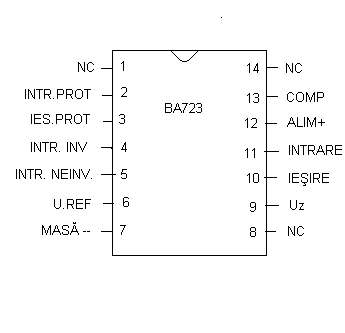 NC 1 14 NC
INTR.PROT 2 13 COMP
BA723
IES.PROT 3 12 ALIM+
INTR. INV 4 11 INTRARE
INTR. NEINV. 5 10 IEŞIRE
U.REF 6 9 Uz
MASĂ -- 7 8 NC